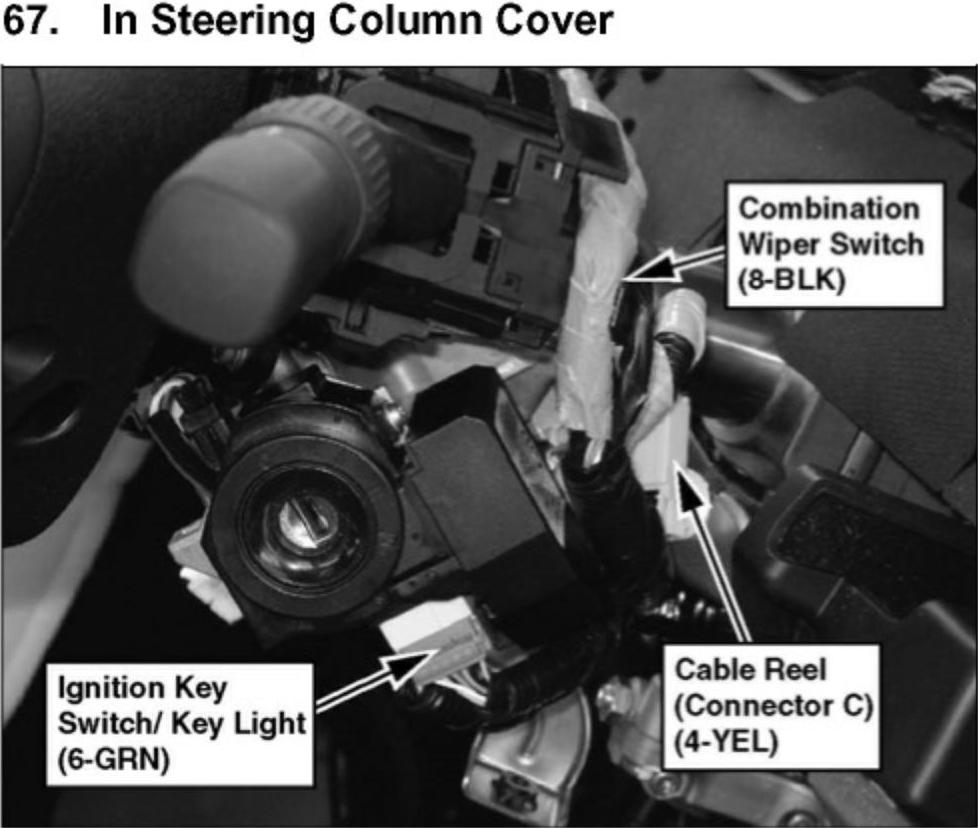 67. In Steering Column Cover
Combination
Wiper Switch
(8-BLK)
Ignition Key
Switch/ Key Light
(6-GRN)
Cable Reel
(Connector C)
(4-YEL)